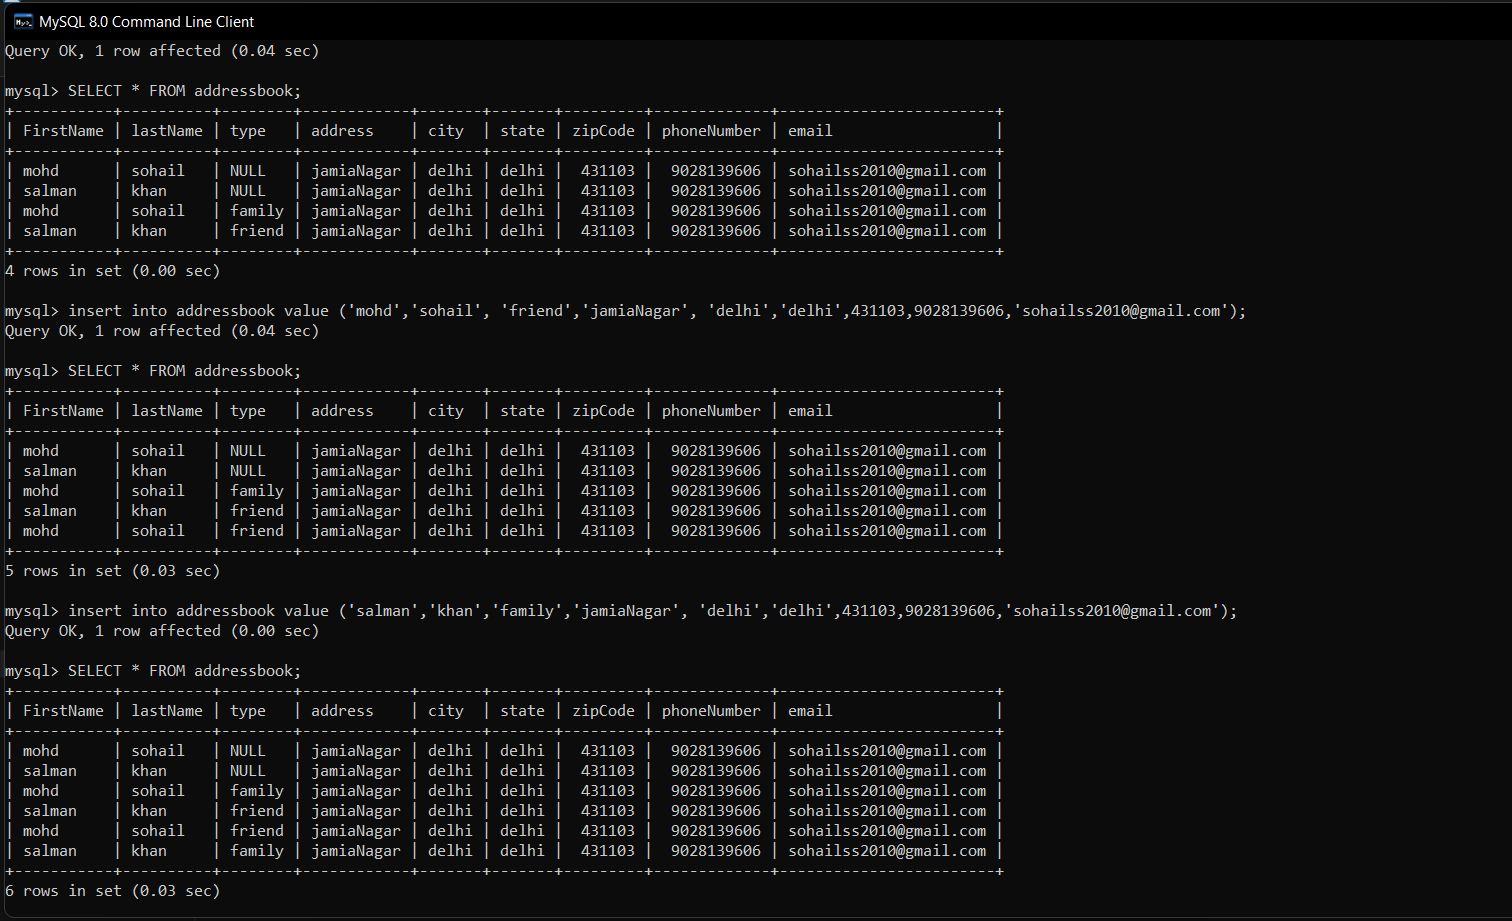 MySQL 8.0 Command Line Client
Query OK, 1 row affected (0.04 sec)
mysql> SELECT * FROM addressbook;
+-----------+----------+--------+------------+-------+-------+---------+-------------+------------------------+
| FirstName | lastName | type   | address    | city  | state | zipCode | phoneNumber | email                  |
+-----------+----------+--------+------------+-------+-------+---------+-------------+------------------------+
| mohd      | sohail   | NULL   | jamiaNagar | delhi | delhi |  431103 |  9028139606 | sohailss2010@gmail.com |
| salman    | khan     | NULL   | jamiaNagar | delhi | delhi |  431103 |  9028139606 | sohailss2010@gmail.com |
| mohd      | sohail   | family | jamiaNagar | delhi | delhi |  431103 |  9028139606 | sohailss2010@gmail.com |
| salman    | khan     | friend | jamiaNagar | delhi | delhi |  431103 |  9028139606 | sohailss2010@gmail.com |
+-----------+----------+--------+------------+-------+-------+---------+-------------+------------------------+
4 rows in set (0.00 sec)
mysql> insert into addressbook value ('mohd','sohail', 'friend','jamiaNagar', 'delhi','delhi',431103,9028139606,'sohailss2010@gmail.com');
Query OK, 1 row affected (0.04 sec)
mysql> SELECT * FROM addressbook;
+-----------+----------+--------+------------+-------+-------+---------+-------------+------------------------+
| FirstName | lastName | type   | address    | city  | state | zipCode | phoneNumber | email                  |
+-----------+----------+--------+------------+-------+-------+---------+-------------+------------------------+
| mohd      | sohail   | NULL   | jamiaNagar | delhi | delhi |  431103 |  9028139606 | sohailss2010@gmail.com |
| salman    | khan     | NULL   | jamiaNagar | delhi | delhi |  431103 |  9028139606 | sohailss2010@gmail.com |
| mohd      | sohail   | family | jamiaNagar | delhi | delhi |  431103 |  9028139606 | sohailss2010@gmail.com |
| salman    | khan     | friend | jamiaNagar | delhi | delhi |  431103 |  9028139606 | sohailss2010@gmail.com |
| mohd      | sohail   | friend | jamiaNagar | delhi | delhi |  431103 |  9028139606 | sohailss2010@gmail.com |
+-----------+----------+--------+------------+-------+-------+---------+-------------+------------------------+
5 rows in set (0.03 sec)
mysql> insert into addressbook value ('salman','khan','family','jamiaNagar', 'delhi','delhi',431103,9028139606,'sohailss2010@gmail.com');
Query OK, 1 row affected (0.00 sec)
mysql> SELECT * FROM addressbook;
+-----------+----------+--------+------------+-------+-------+---------+-------------+------------------------+
| FirstName | lastName | type   | address    | city  | state | zipCode | phoneNumber | email                  |
+-----------+----------+--------+------------+-------+-------+---------+-------------+------------------------+
| mohd      | sohail   | NULL   | jamiaNagar | delhi | delhi |  431103 |  9028139606 | sohailss2010@gmail.com |
| salman    | khan     | NULL   | jamiaNagar | delhi | delhi |  431103 |  9028139606 | sohailss2010@gmail.com |
| mohd      | sohail   | family | jamiaNagar | delhi | delhi |  431103 |  9028139606 | sohailss2010@gmail.com |
| salman    | khan     | friend | jamiaNagar | delhi | delhi |  431103 |  9028139606 | sohailss2010@gmail.com |
| mohd      | sohail   | friend | jamiaNagar | delhi | delhi |  431103 |  9028139606 | sohailss2010@gmail.com |
| salman    | khan     | family | jamiaNagar | delhi | delhi |  431103 |  9028139606 | sohailss2010@gmail.com |
+-----------+----------+--------+------------+-------+-------+---------+-------------+------------------------+
6 rows in set (0.03 sec)